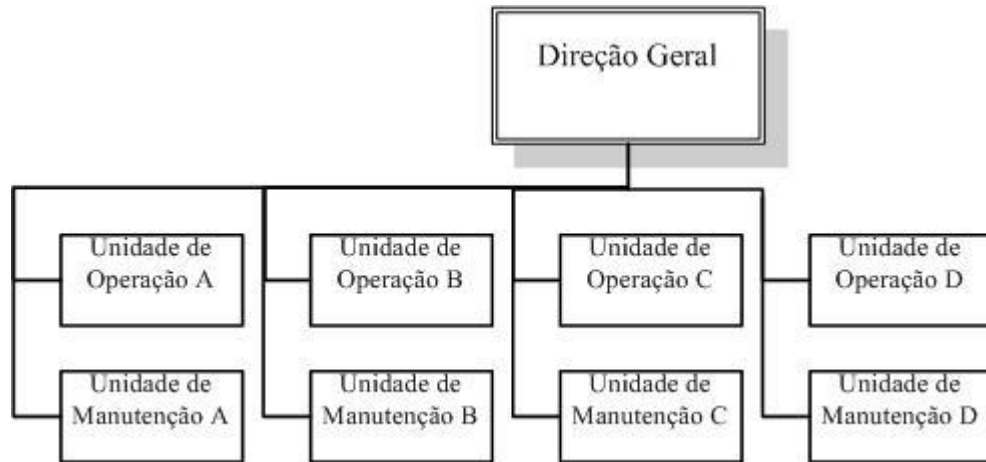 Direção Geral
Unidade de
Operação A
Unidade de
Operação B
Unidade de
Operação C
Unidade de
Operação D
Unidade de
Manutenção A
Unidade de
Manutenção B
Unidade de
Manutenção C
Unidade de
Manutenção D